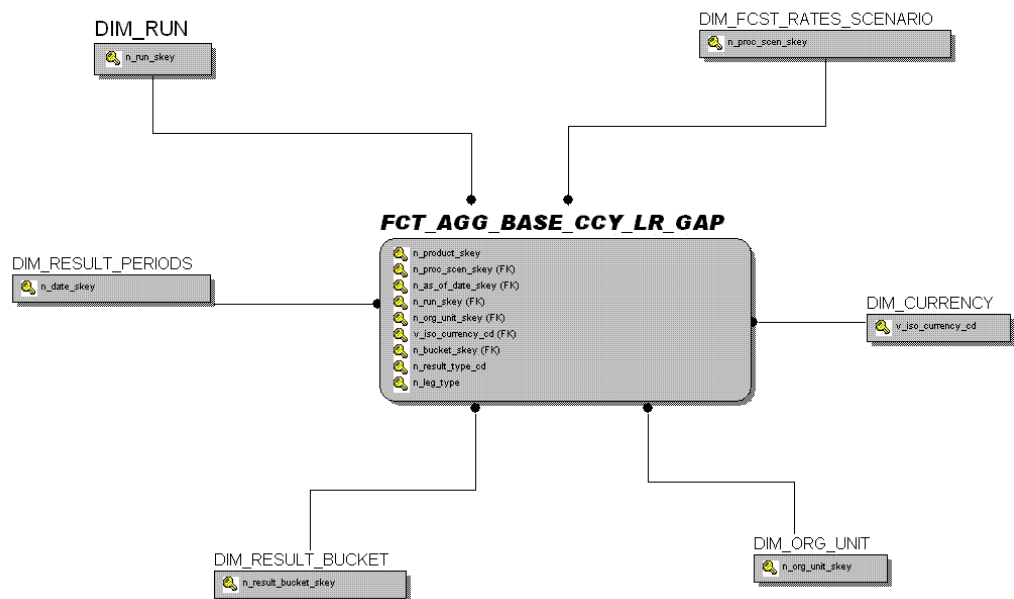 DIM_RUN
n_run_skey
DIM_FCST_RATES_SCENARIO
n_proc_scen_skey
FCT_AGG_BASE_CCY_LR_GAP
n_product_skey
n_proc_scen_skey (FK)
n_as_of_date_skey (FK)
n_run_skey (FK)
n_org_unit_skey (FK)
v_iso_currency_cd (FK)
n_bucket_skey (FK)
n_result_type_cd
n_leg_type
DIM_RESULT_PERIODS
n_date_skey
DIM_CURRENCY
v_iso_currency_cd
DIM_RESULT_BUCKET
n_result_bucket_skey
DIM_ORG_UNIT
n_org_unit_skey